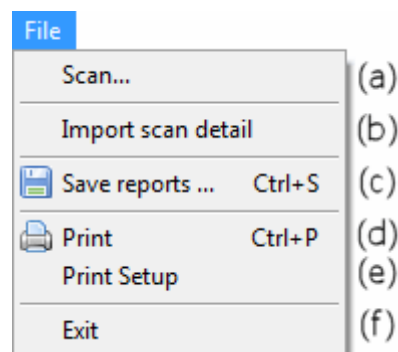 File
Scan... (a)
Import scan detail (b)
Save reports ... Ctrl+S (c)
Print Ctrl+P (d)
Print Setup (e)
Exit (f)